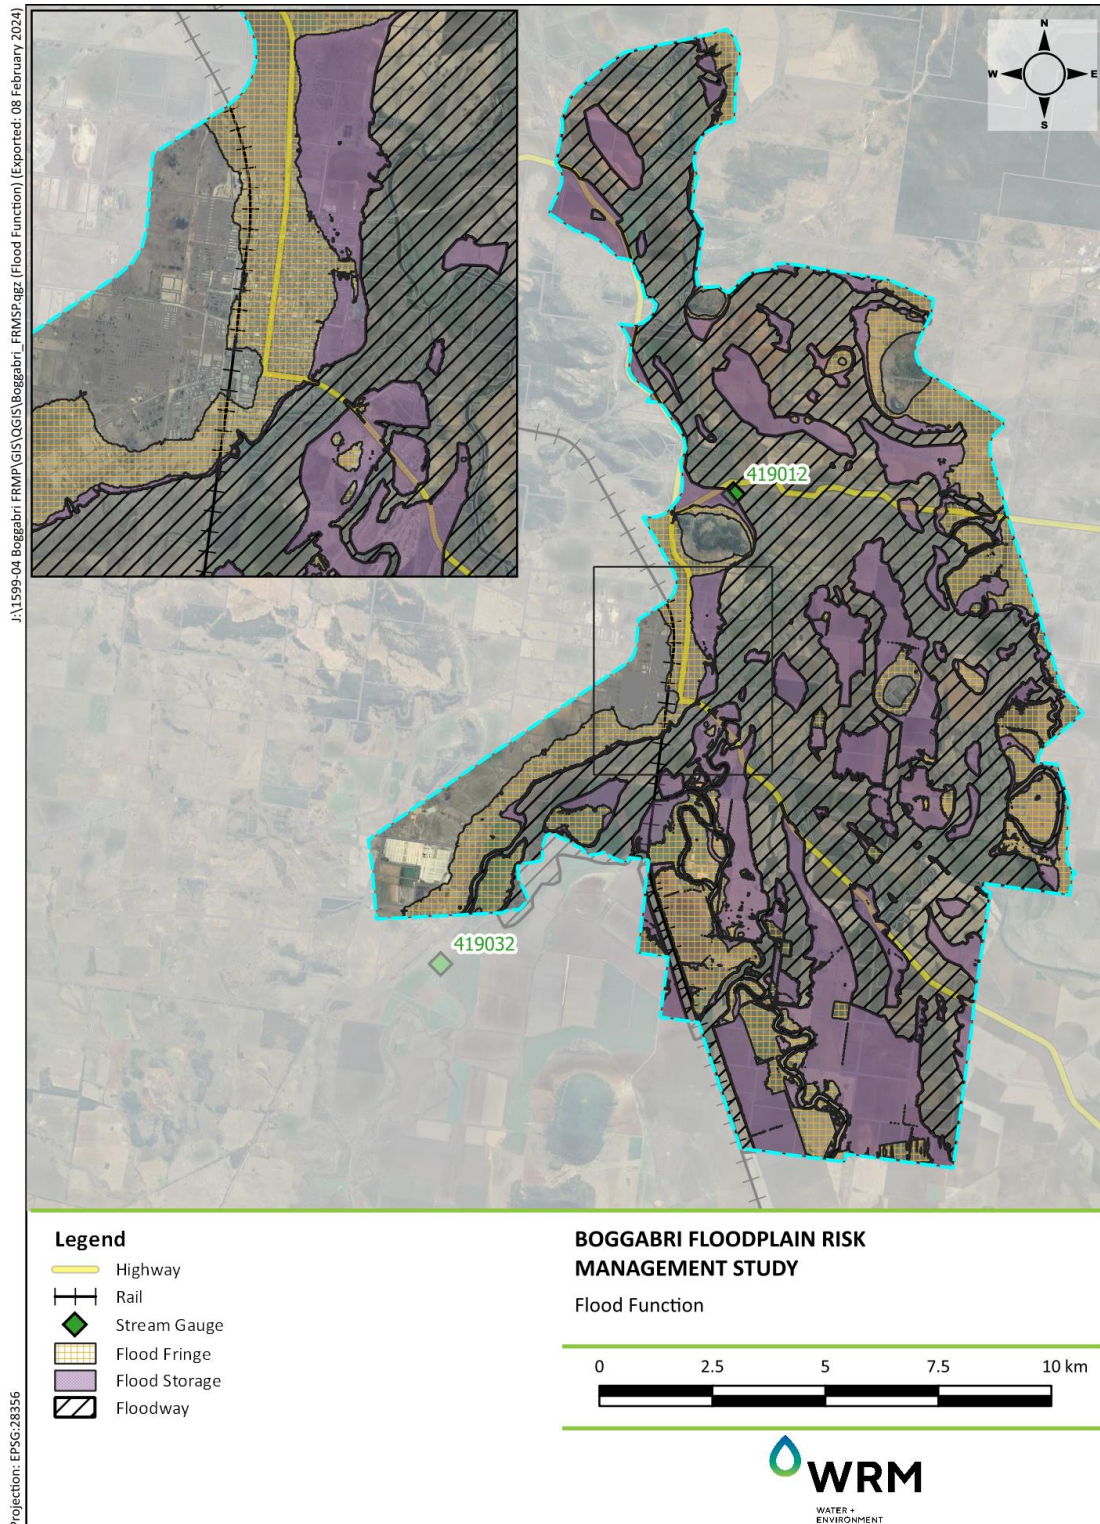 J:\1599-04 Boggabri FRMP\GIS\QGIS\Boggabri_FRMSP.qgz (Flood Function) (Exported: 08 February 2024)
N
W
E
S
419012
419032
Legend
Highway
Rail
Stream Gauge
Flood Fringe
Flood Storage
Floodway
BOGGABRI FLOODPLAIN RISK
MANAGEMENT STUDY
Flood Function
0 2.5 5 7.5 10 km
Projection: EPSG:28356
WRM
WATER +
ENVIRONMENT